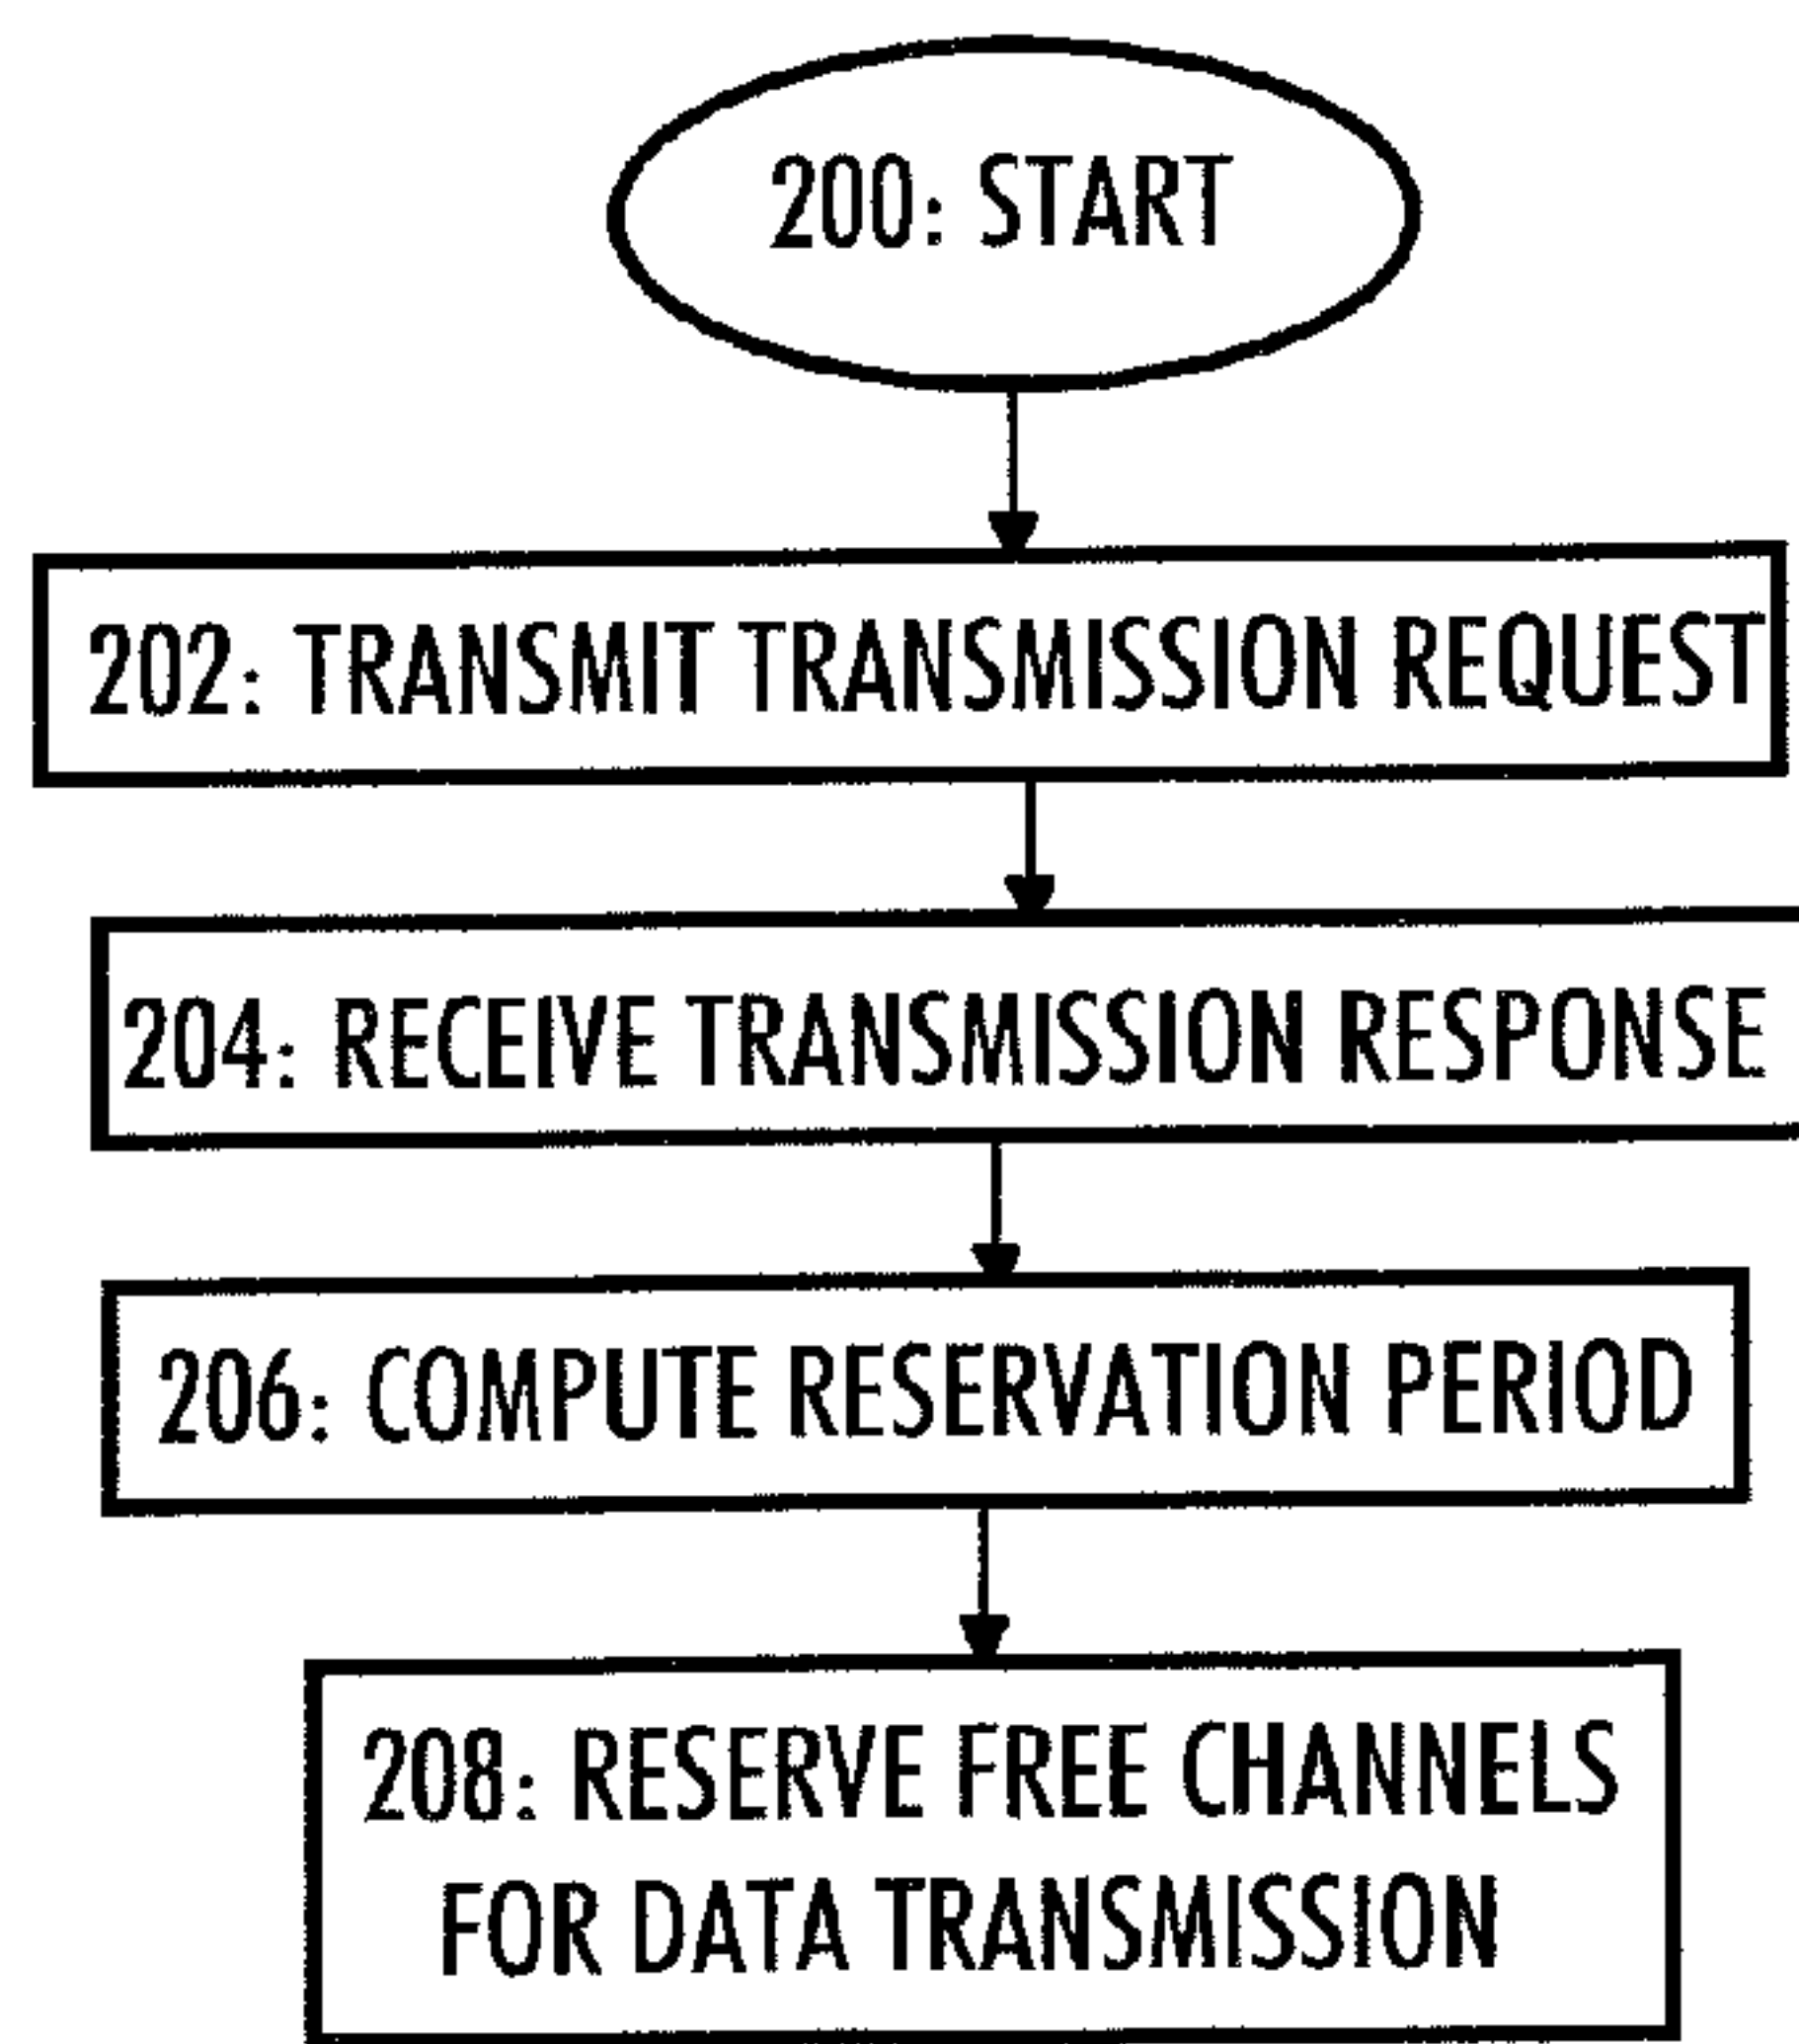 200: START
202: TRANSMIT TRANSMISSION REQUEST
204: RECEIVE TRANSMISSION RESPONSE
206: COMPUTE RESERVATION PERIOD
208: RESERVE FREE CHANNELS
FOR DATA TRANSMISSION